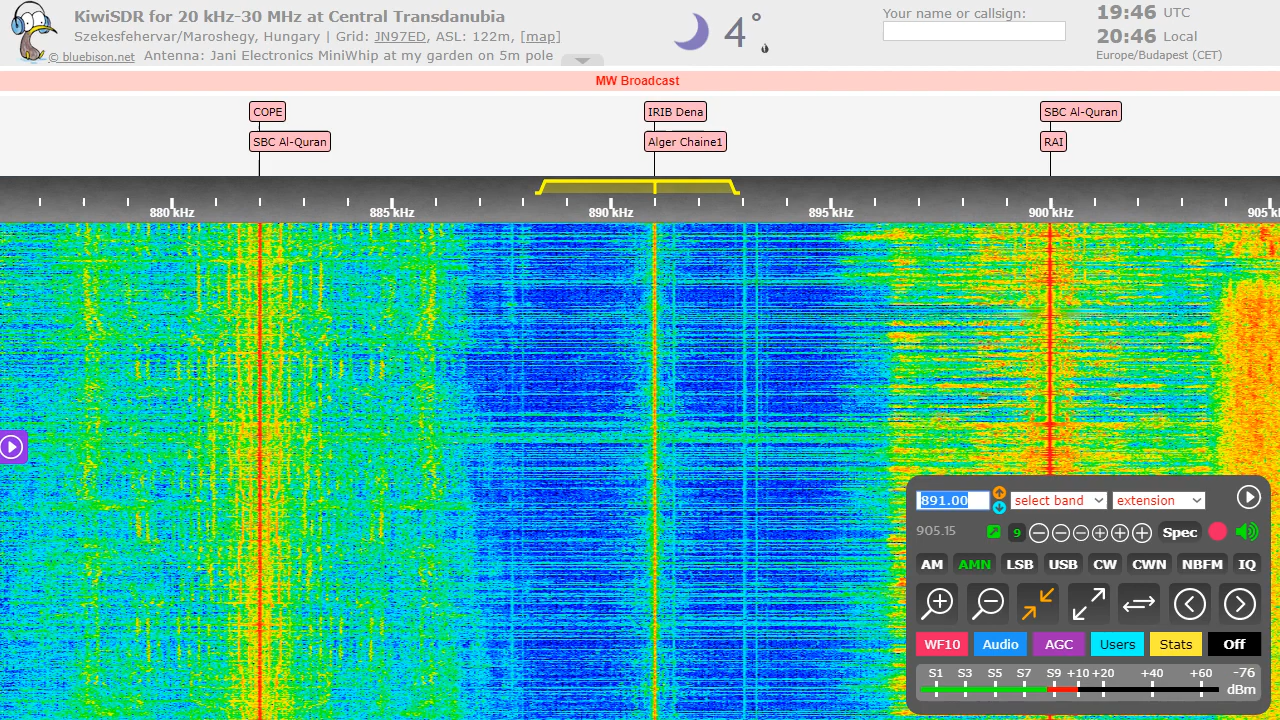 KiwiSDR for 20 kHz-30 MHz at Central Transdanubia
Szekesfehervar/Maroshegy, Hungary | Grid: JN97ED, ASL: 122m, [map]
© bluebison.net Antenna: Jani Electronics MiniWhip at my garden on 5m pole
4°
Your name or callsign:
19:46 UTC
20:46 Local
Europe/Budapest (CET)
MW Broadcast
COPE IRIB Dena SBC Al-Quran
SBC Al-Quran Alger Chaine1 RAI
880 kHz 885 kHz 890 kHz 895 kHz 900 kHz 905 k
891.00 select band extension
905.15 9 Spec
AM AMN LSB USB CW CWN NBFM IQ
WF10 Audio AGC Users Stats Off
S1 S3 S5 S7 S9 +10 +20 +40 +60 -76
dBm